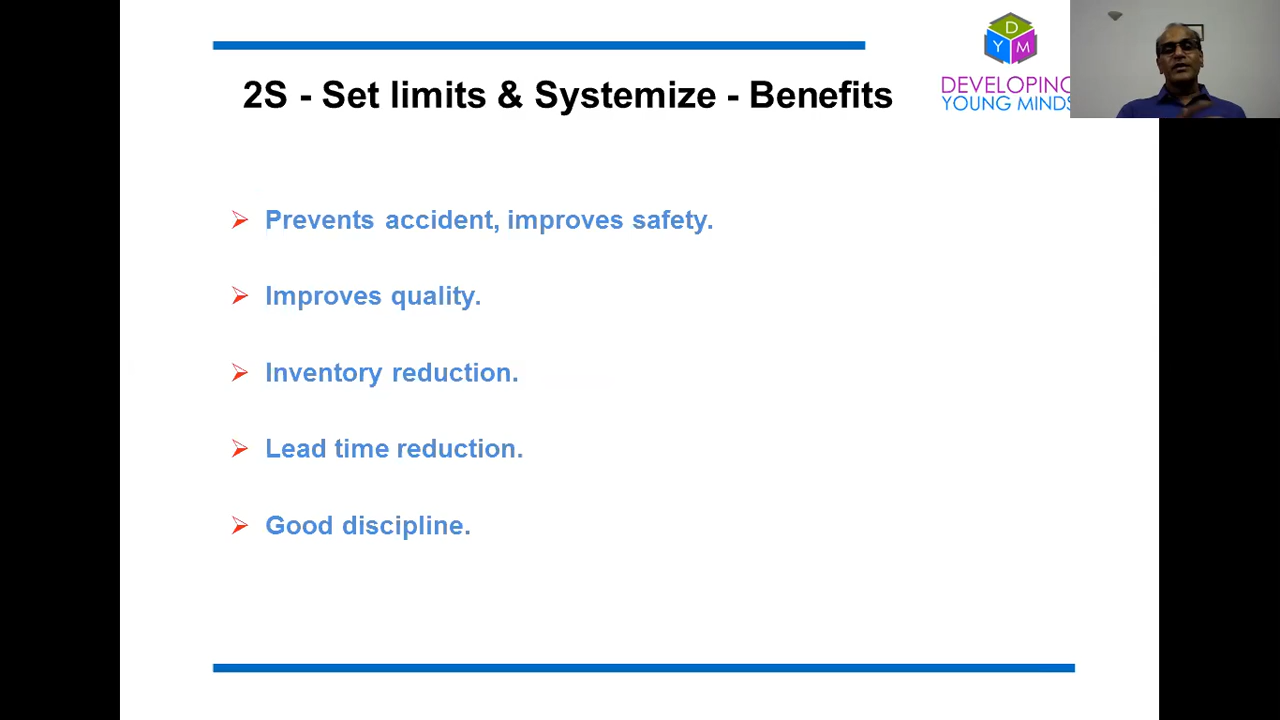 2S - Set limits & Systemize - Benefits
D
Y M
DEVELOPING
YOUNG MINDS
Prevents accident, improves safety.
Improves quality.
Inventory reduction.
Lead time reduction.
Good discipline.